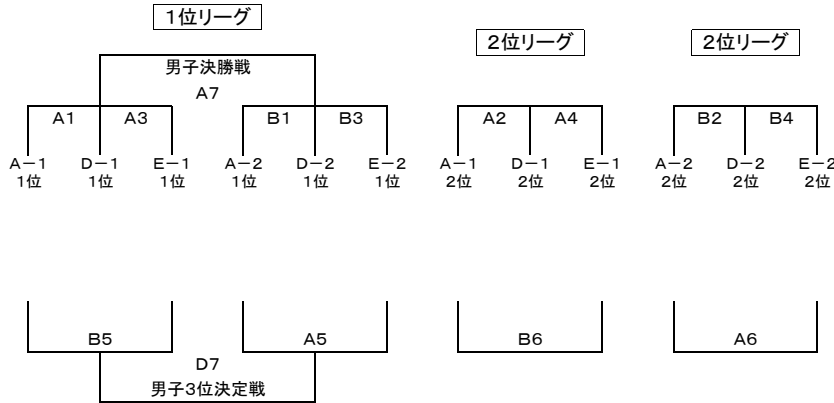 1位リーグ
2位リーグ
2位リーグ
男子決勝戦
A7
A1
A3
B1
B3
A2
A4
B2
B4
A－1
D－1
E－1
A－2
D－2
E－2
A－1
D－1
E－1
A－2
D－2
E－2
1位
1位
1位
1位
1位
1位
2位
2位
2位
2位
2位
2位
B5
A5
B6
A6
D7
男子3位決定戦